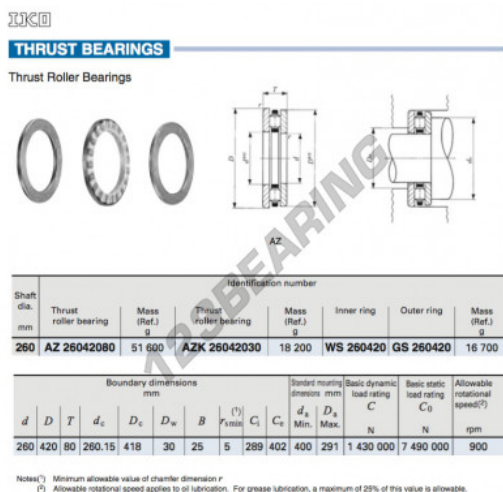 IKO
THRUST BEARINGS
Thrust Roller Bearings
T
r
r
D
d
AZ
123BEARING
Identification number
Shaft dia. mm
Thrust roller bearing
Mass (Ref.) g
Thrust roller bearing
Mass (Ref.) g
Inner ring
Outer ring
Mass (Ref.) g
260 AZ 26042080 51 600 AZK 26042030 18 200 WS 260420 GS 260420 16 700
Boundary dimensions mm
Standard mounting dimensions mm
Basic dynamic load rating C N
Basic static load rating C0 N
Allowable rotational speed(2) rpm
d D T dc Dc Dw B rsmin(1) Ci Ce da Min. Da Max.
260 420 80 260.15 418 30 25 5 289 402 400 291 1 430 000 7 490 000 900
Notes(1) Minimum allowable value of chamfer dimension r
(2) Allowable rotational speed applies to oil lubrication. For grease lubrication, a maximum of 25% of this value is allowable.